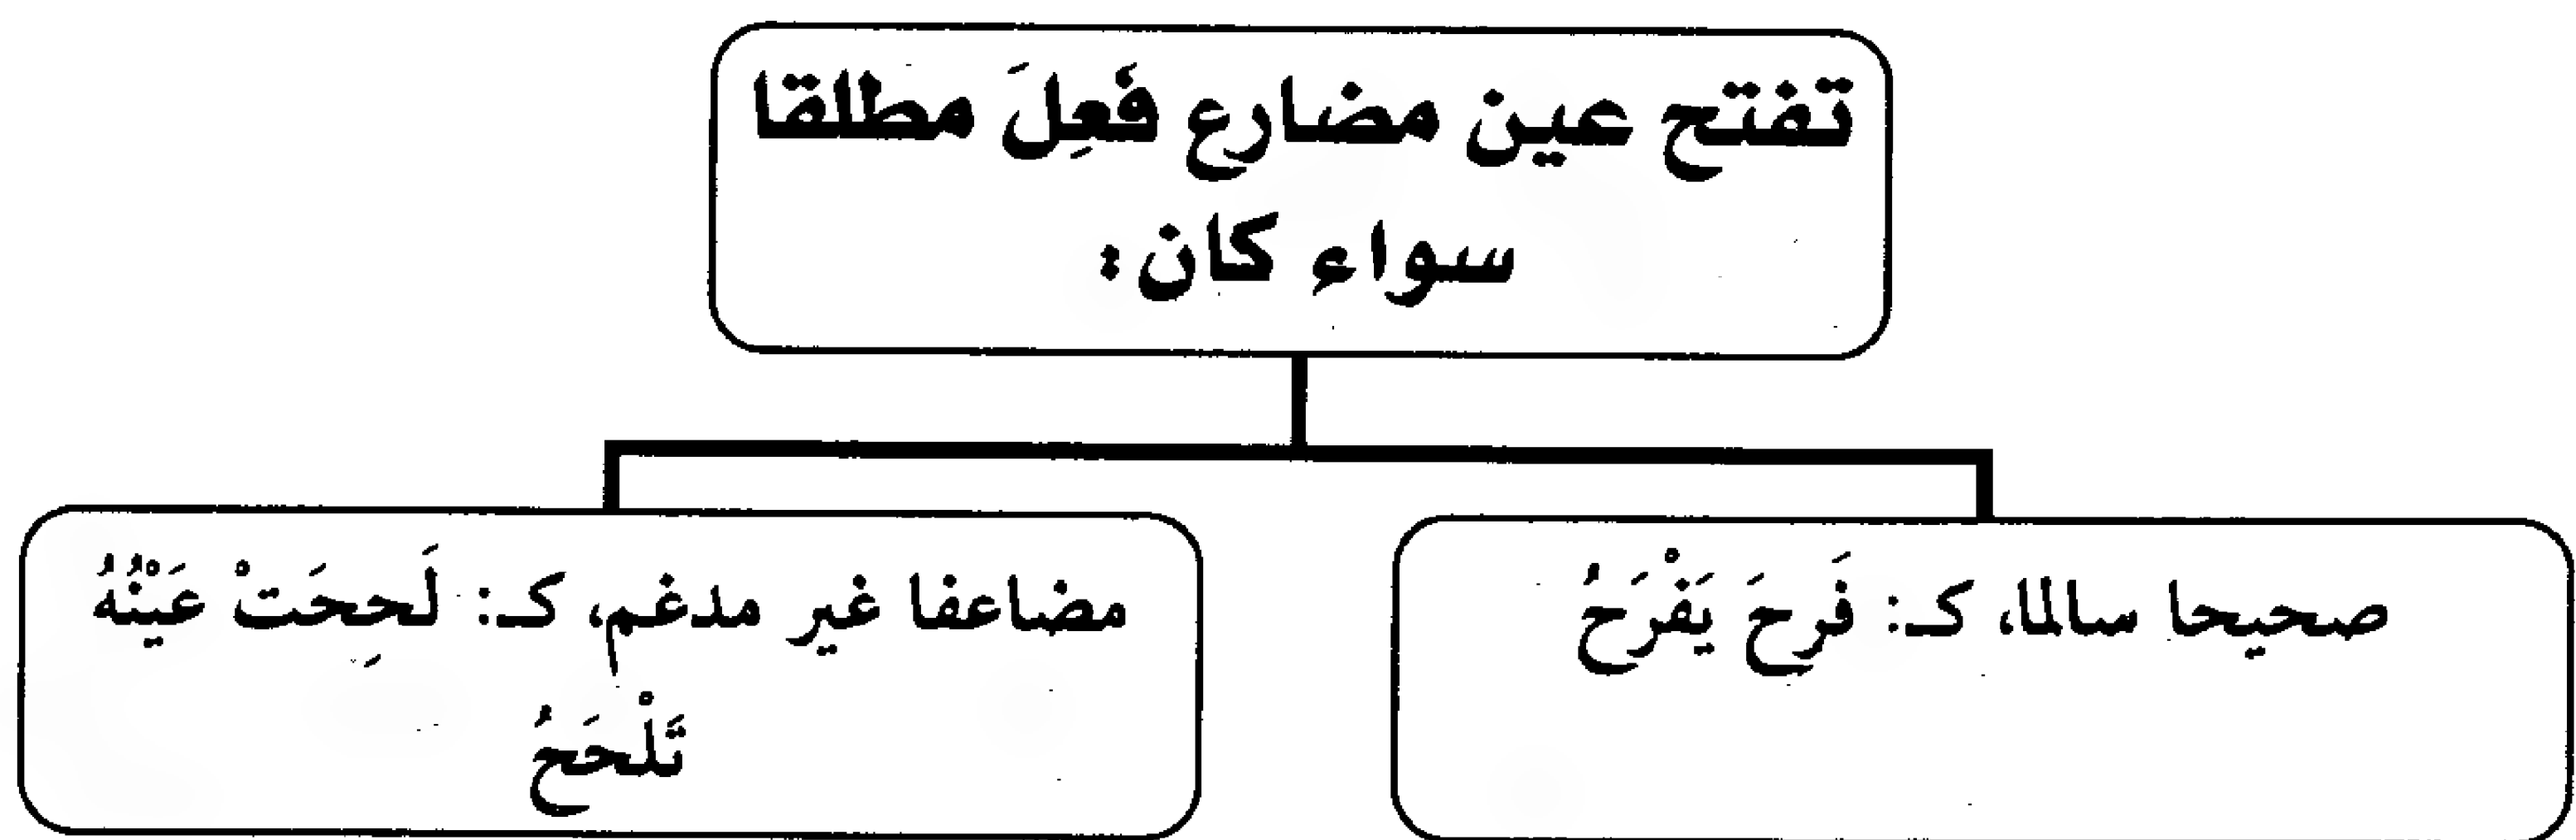 تفتح عين مضارع فَعِلَ مطلقا
سواء كان:
صحيحا سالما، كـ: فَرِحَ يَفْرَحُ
مضاعفا غير مدغم، كـ: لَحِحَتْ عَيْنُهُ
تَلْحَحُ